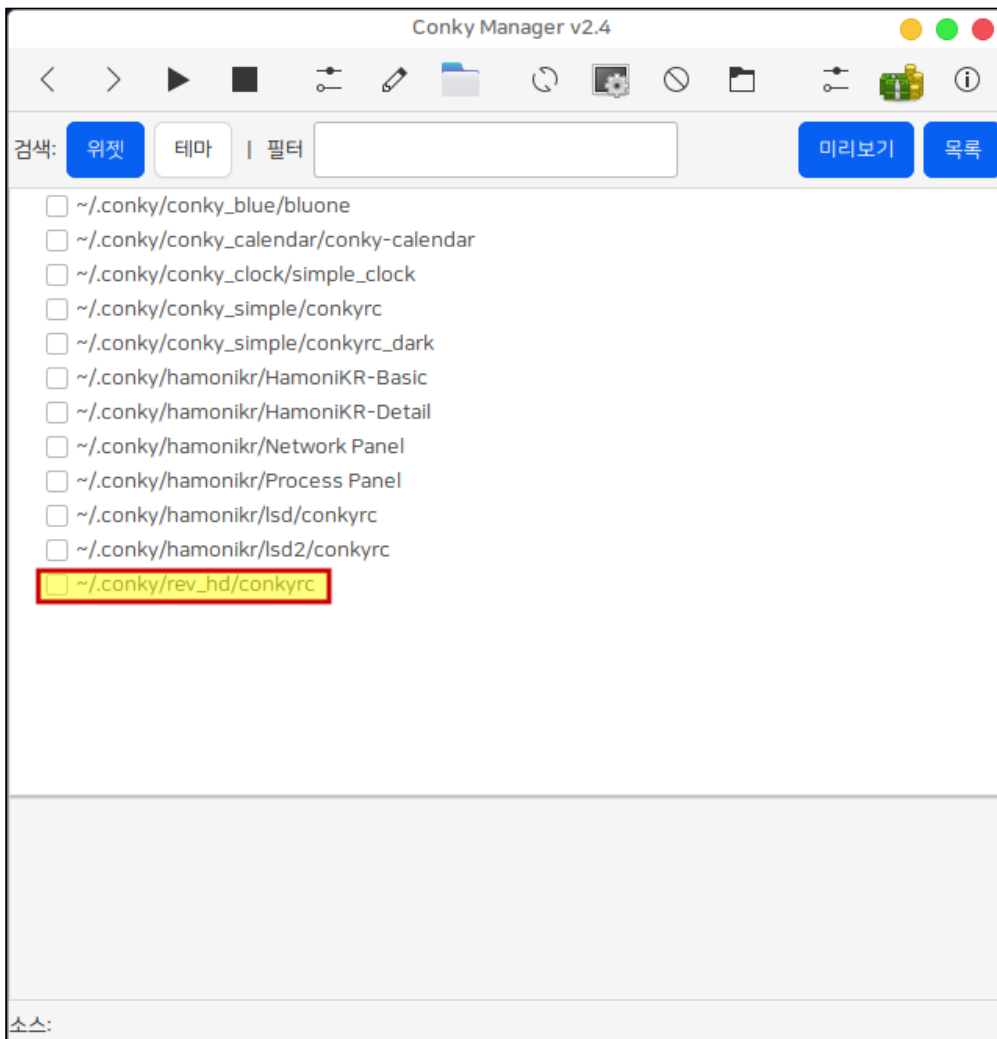 Conky Manager v2.4
검색: 위젯 테마 | 필터 미리보기 목록
~/.conky/conky_blue/bluone
~/.conky/conky_calendar/conky-calendar
~/.conky/conky_clock/simple_clock
~/.conky/conky_simple/conkyrc
~/.conky/conky_simple/conkyrc_dark
~/.conky/hamonikr/HamoniKR-Basic
~/.conky/hamonikr/HamoniKR-Detail
~/.conky/hamonikr/Network Panel
~/.conky/hamonikr/Process Panel
~/.conky/hamonikr/lsd/conkyrc
~/.conky/hamonikr/lsd2/conkyrc
~/.conky/rev_hd/conkyrc
소스: